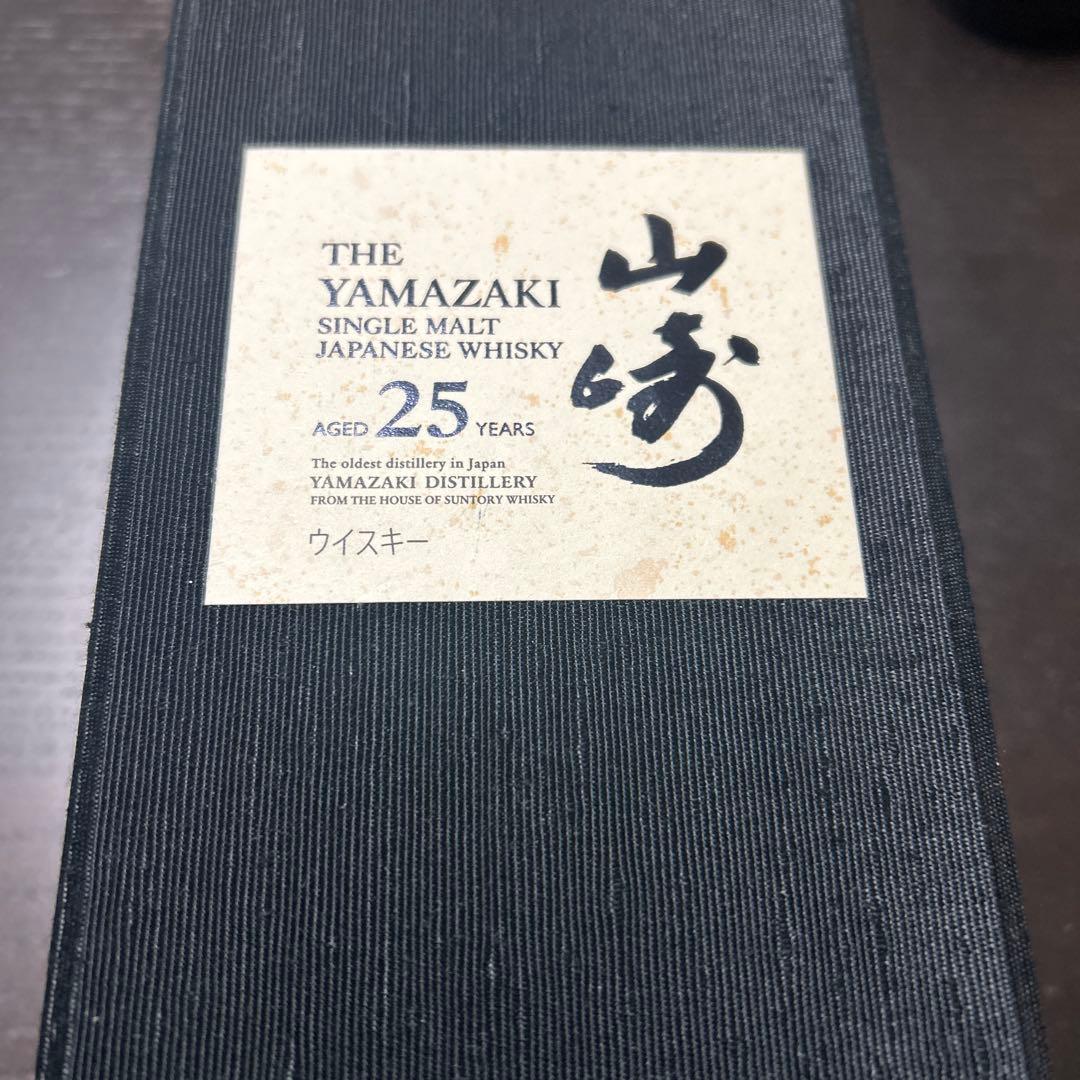 THE
YAMAZAKI
SINGLE MALT
JAPANESE WHISKY
AGED 25 YEARS
The oldest distillery in Japan
YAMAZAKI DISTILLERY
FROM THE HOUSE OF SUNTORY WHISKY
ウイスキー
山崎